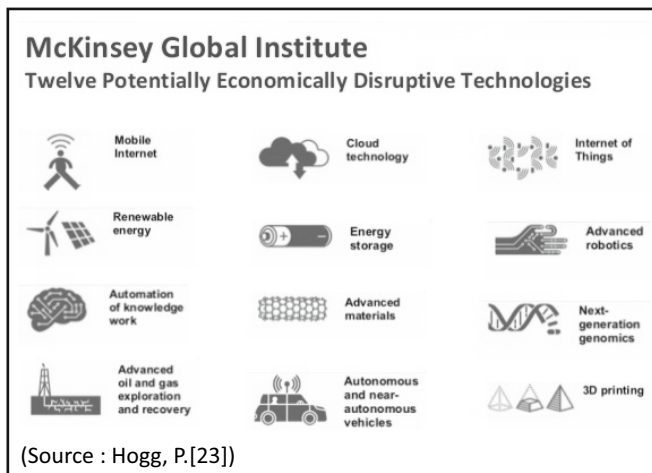 McKinsey Global Institute
Twelve Potentially Economically Disruptive Technologies
Mobile
Internet
Cloud
technology
Internet of
Things
Renewable
energy
Energy
storage
Advanced
robotics
Automation
of knowledge
work
Advanced
materials
Next-
generation
genomics
Advanced
oil and gas
exploration
and recovery
Autonomous
and near-
autonomous
vehicles
3D printing
(Source : Hogg, P.[23])